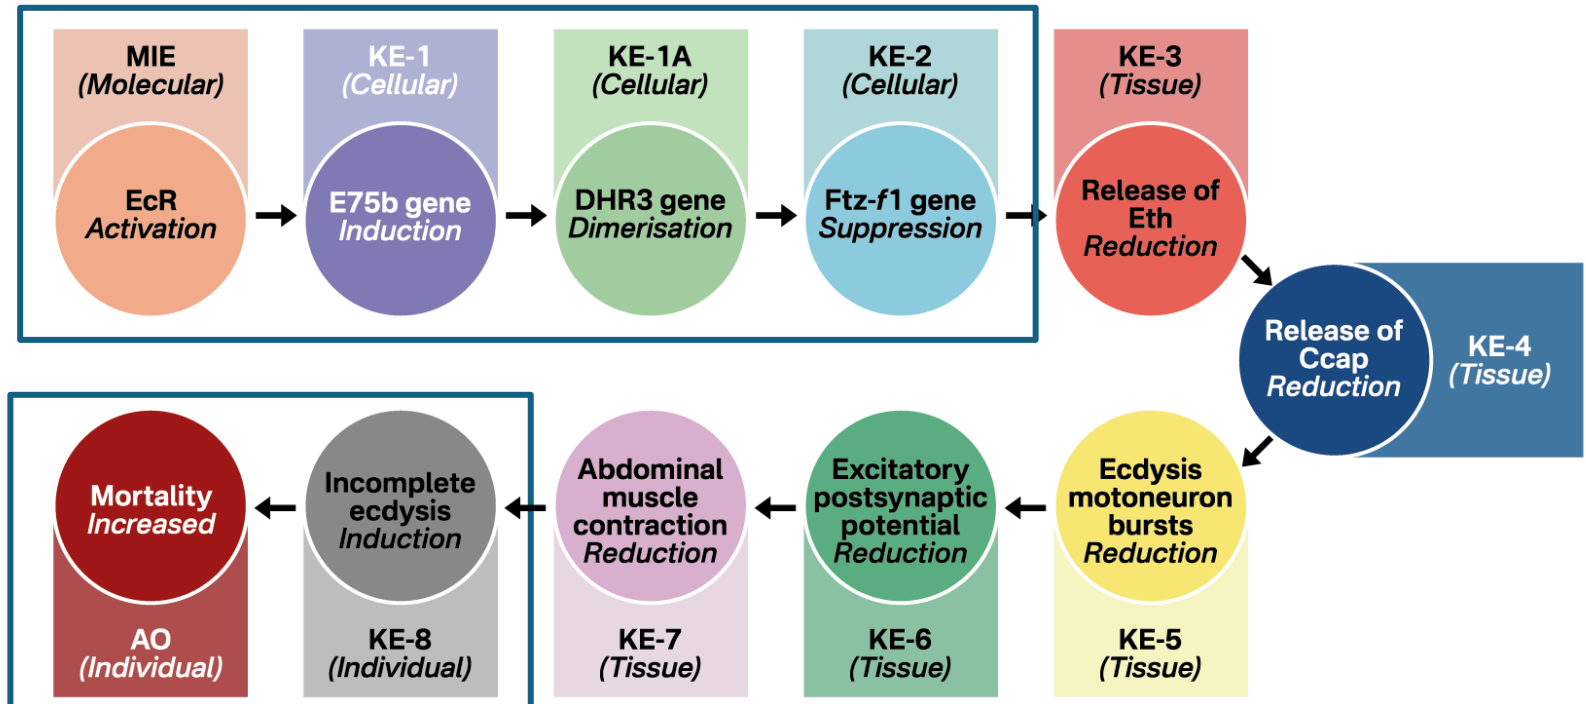 MIE
(Molecular)
EcR
Activation
KE-1
(Cellular)
E75b gene
Induction
KE-1A
(Cellular)
DHR3 gene
Dimerisation
KE-2
(Cellular)
Ftz-f1 gene
Suppression
KE-3
(Tissue)
Release of
Eth
Reduction
Release of
Ccap
Reduction
KE-4
(Tissue)
Ecdysis
motoneuron
bursts
Reduction
KE-5
(Tissue)
Excitatory
postsynaptic
potential
Reduction
KE-6
(Tissue)
Abdominal
muscle
contraction
Reduction
KE-7
(Tissue)
Incomplete
ecdysis
Induction
KE-8
(Individual)
Mortality
Increased
AO
(Individual)